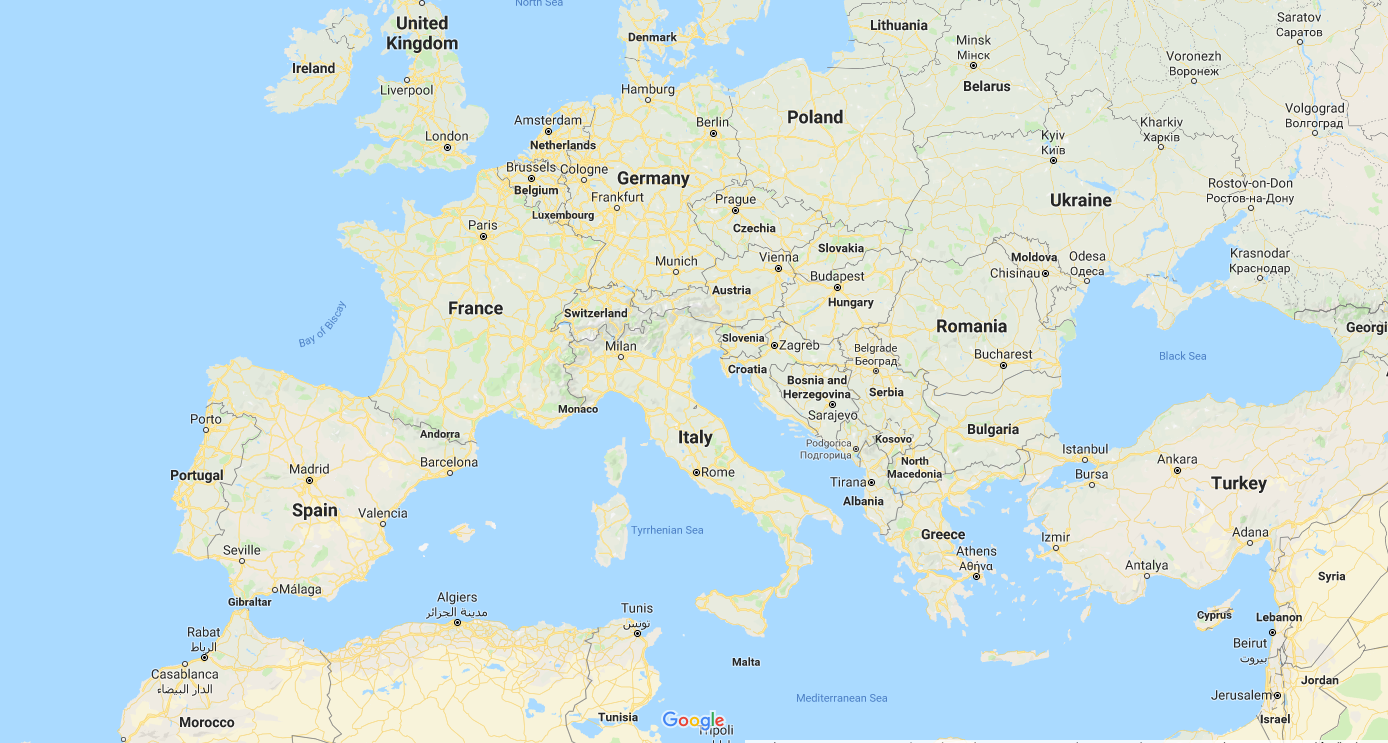 North Sea
United
Kingdom
Denmark
Lithuania
Saratov
Саратов
Minsk
Мінск
Voronezh
Воронеж
Ireland
Liverpool
Hamburg
Belarus
Volgograd
Волгоград
Poland
Amsterdam
Berlin
Kharkiv
Харків
London
Netherlands
Kyiv
Київ
Brussels
Cologne
Belgium
Germany
Frankfurt
Rostov-on-Don
Ростов-на-Дону
Prague
Ukraine
Luxembourg
Paris
Czechia
Slovakia
Vienna
Munich
Moldova
Odesa
Одеса
Chisinau
Krasnodar
Краснодар
Budapest
Austria
Hungary
France
Switzerland
Bay of Biscay
Romania
Georgi
Slovenia
Zagreb
Milan
Belgrade
Београд
Bucharest
Black Sea
Croatia
Bosnia and
Herzegovina
Serbia
Monaco
Sarajevo
Porto
Andorra
Italy
Kosovo
Bulgaria
Podgorica
Подгорица
Istanbul
Barcelona
Madrid
Portugal
Rome
North
Macedonia
Ankara
Tirana
Bursa
Turkey
Albania
Spain
Valencia
Tyrrhenian Sea
Greece
Izmir
Adana
Seville
Athens
Αθήνα
Antalya
Syria
Málaga
Gibraltar
Algiers
مدينة الجزائر
Tunis
تونس
Cyprus
Lebanon
Rabat
الرباط
Beirut
بيروت
Malta
Casablanca
الدار البيضاء
Jordan
Mediterranean Sea
Jerusalem
Morocco
Tunisia
Google
Israel
ripoli